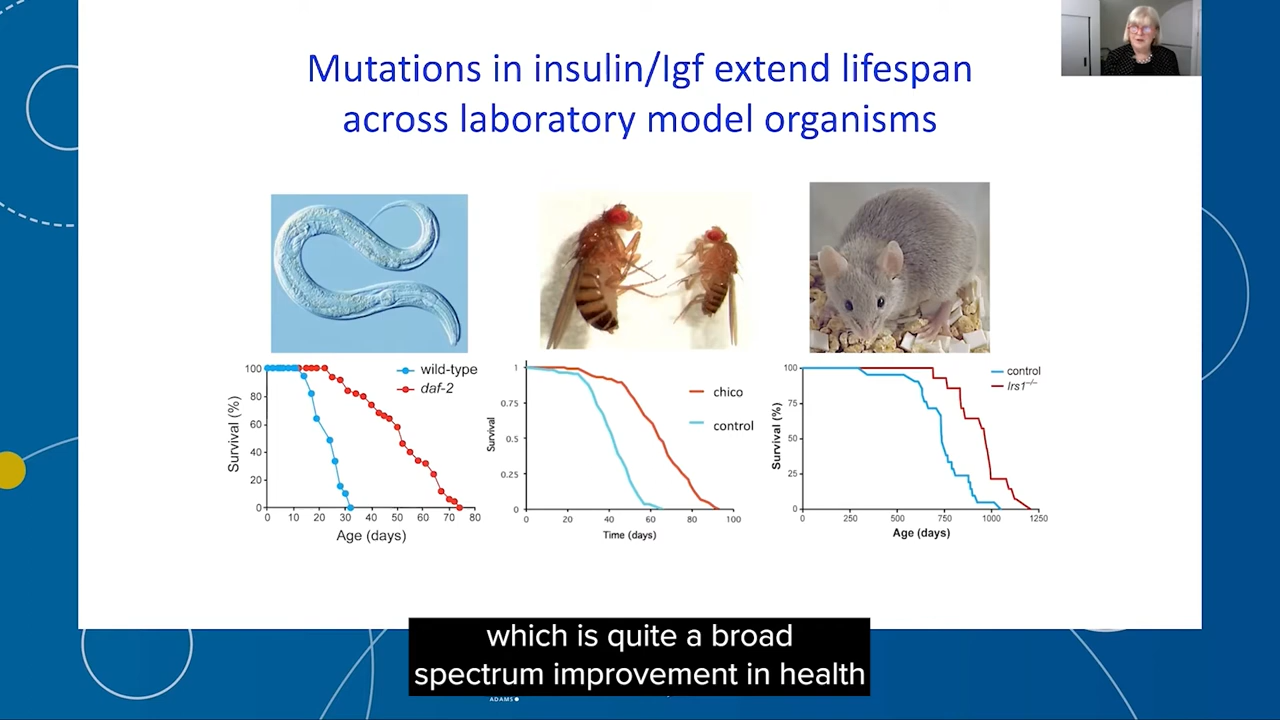 Mutations in insulin/Igf extend lifespan
across laboratory model organisms
100
80
60
40
20
0
Survival (%)
wild-type
daf-2
0 10 20 30 40 50 60 70 80
Age (days)
1
0.75
0.5
0.25
0
Survival
chico
control
0 20 40 60 80 100
Time (days)
100
75
50
25
0
Survival (%)
control
Irs1⁻/⁻
0 250 500 750 1000 1250
Age (days)
which is quite a broad
spectrum improvement in health
ADAMS